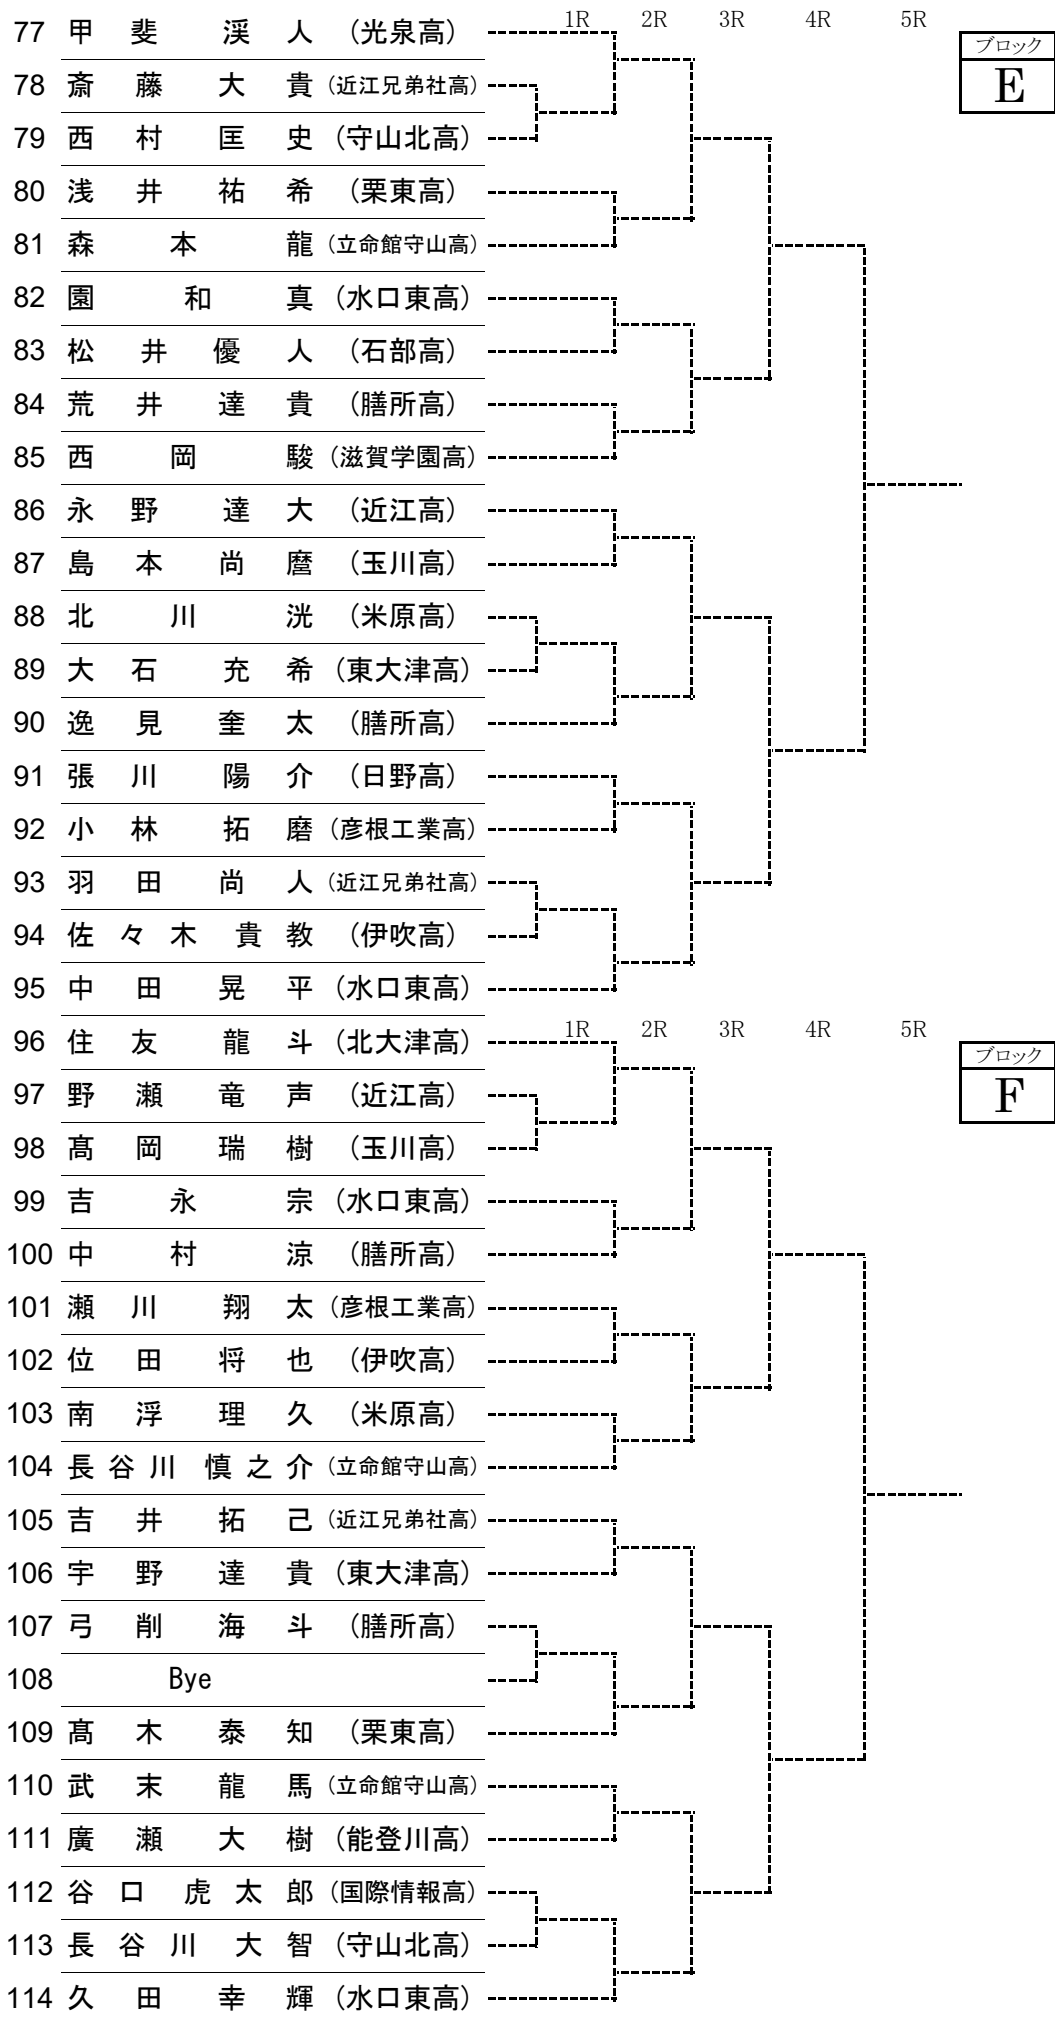 1R 2R 3R 4R 5R
ブロック
E
77 甲斐 渓人 (光泉高)
78 斎藤 大貴 (近江兄弟社高)
79 西村 匡史 (守山北高)
80 浅井 祐希 (栗東高)
81 森本 龍 (立命館守山高)
82 園 和真 (水口東高)
83 松井 優人 (石部高)
84 荒井 達貴 (膳所高)
85 西岡 駿 (滋賀学園高)
86 永野 達大 (近江高)
87 島本 尚麿 (玉川高)
88 北川 洸 (米原高)
89 大石 充希 (東大津高)
90 逸見 奎太 (膳所高)
91 張川 陽介 (日野高)
92 小林 拓磨 (彦根工業高)
93 羽田 尚人 (近江兄弟社高)
94 佐々木 貴教 (伊吹高)
95 中田 晃平 (水口東高)
1R 2R 3R 4R 5R
ブロック
F
96 住友 龍斗 (北大津高)
97 野瀬 竜声 (近江高)
98 髙岡 瑞樹 (玉川高)
99 吉永 宗 (水口東高)
100 中村 涼 (膳所高)
101 瀬川 翔太 (彦根工業高)
102 位田 将也 (伊吹高)
103 南浮 理久 (米原高)
104 長谷川 慎之介 (立命館守山高)
105 吉井 拓己 (近江兄弟社高)
106 宇野 達貴 (東大津高)
107 弓削 海斗 (膳所高)
108 Bye
109 髙木 泰知 (栗東高)
110 武末 龍馬 (立命館守山高)
111 廣瀬 大樹 (能登川高)
112 谷口 虎太郎 (国際情報高)
113 長谷川 大智 (守山北高)
114 久田 幸輝 (水口東高)